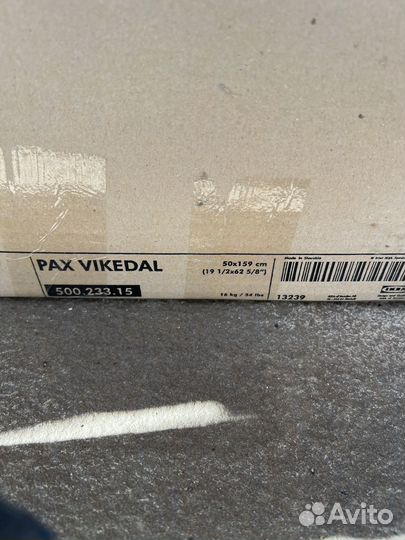 PAX VIKEDAL
50x159 cm
(19 1/2x62 5/8")
500.233.15
16 kg / 34 lbs
Made in Slovakia
13239
IKEA
Avito